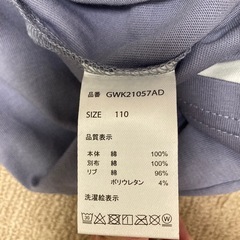 品番 GWK21057AD
SIZE 110
品質表示
本体 綿 100%
別布 綿 100%
リブ 綿 96%
ポリウレタン 4%
洗濯絵表示